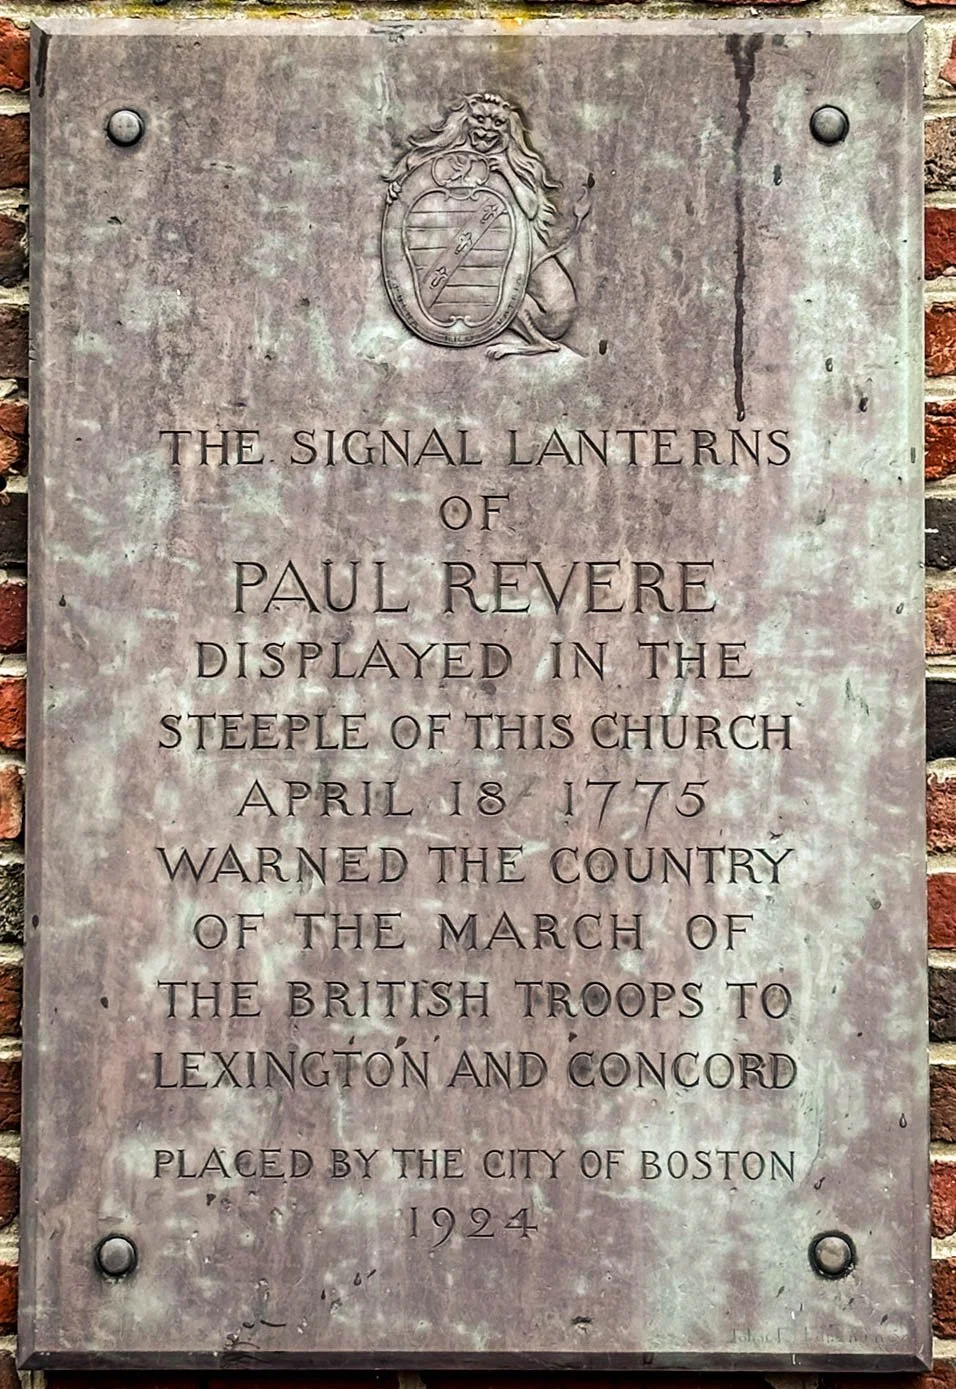 THE SIGNAL LANTERNS
OF
PAUL REVERE
DISPLAYED IN THE
STEEPLE OF THIS CHURCH
APRIL 18 1775
WARNED THE COUNTRY
OF THE MARCH OF
THE BRITISH TROOPS TO
LEXINGTON AND CONCORD
PLACED BY THE CITY OF BOSTON
1924